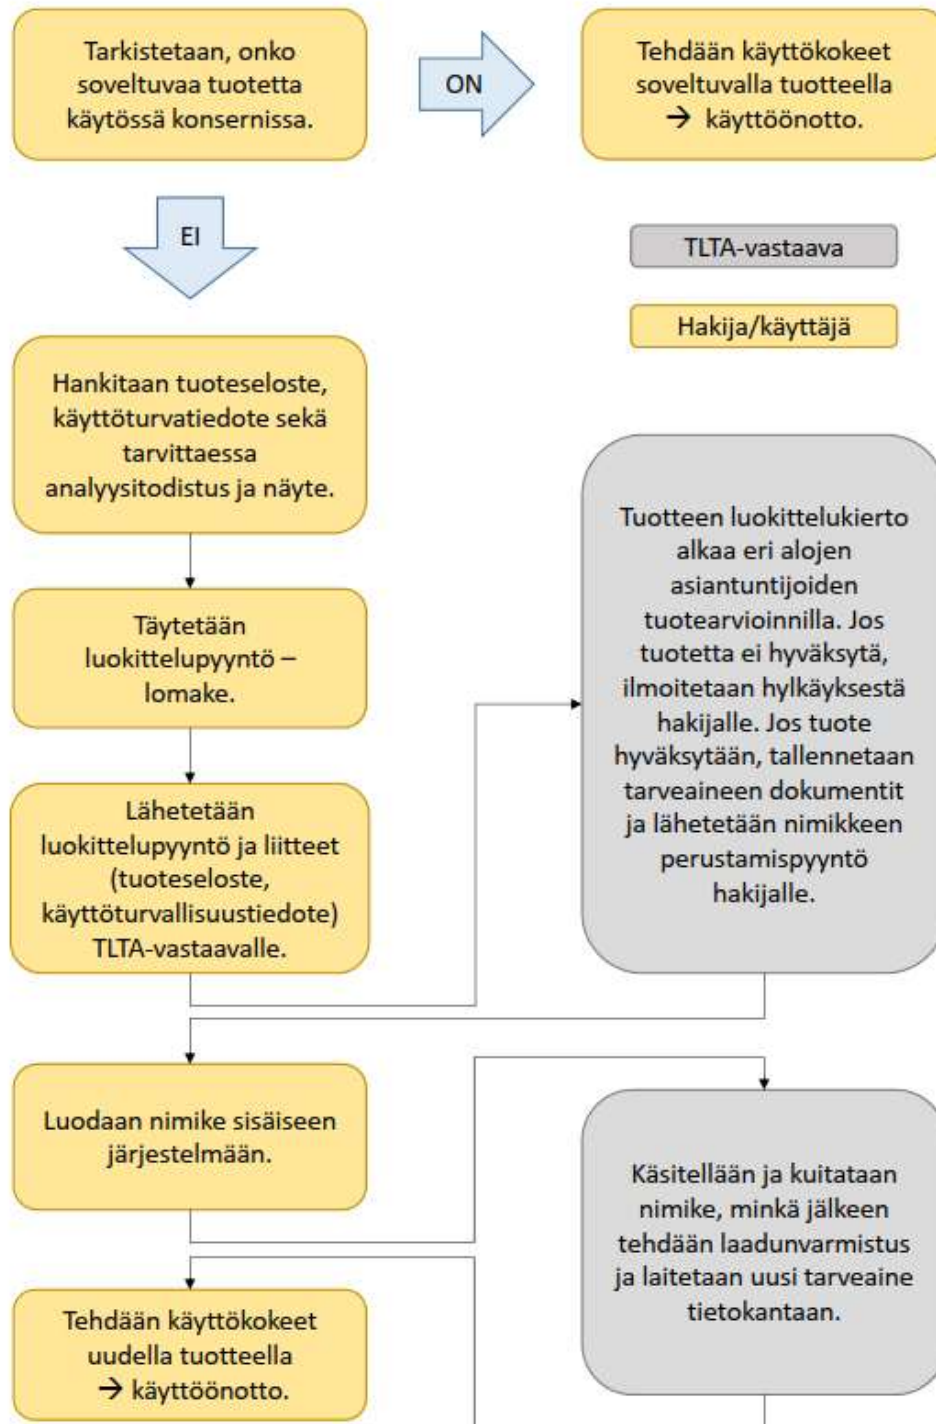 Tarkistetaan, onko
soveltuvaa tuotetta
käytössä konsernissa.
ON
Tehdään käyttökokeet
soveltuvalla tuotteella
→ käyttöönotto.
EI
TLTA-vastaava
Hakija/käyttäjä
Hankitaan tuoteseloste,
käyttöturvatiedote sekä
tarvittaessa
analyysitodistus ja näyte.
Täytetään
luokittelupyyntö –
lomake.
Lähetetään
luokittelupyyntö ja liitteet
(tuoteseloste,
käyttöturvallisuustiedote)
TLTA-vastaavalle.
Tuotteen luokittelukierto
alkaa eri alojen
asiantuntijoiden
tuotearvioinnilla. Jos
tuotetta ei hyväksytä,
ilmoitetaan hylkäyksestä
hakijalle. Jos tuote
hyväksytään, tallennetaan
tarveaineen dokumentit
ja lähetetään nimikkeen
perustamispyyntö
hakijalle.
Luodaan nimike sisäiseen
järjestelmään.
Käsitellään ja kuitataan
nimike, minkä jälkeen
tehdään laadunvarmistus
ja laitetaan uusi tarveaine
tietokantaan.
Tehdään käyttökokeet
uudella tuotteella
→ käyttöönotto.